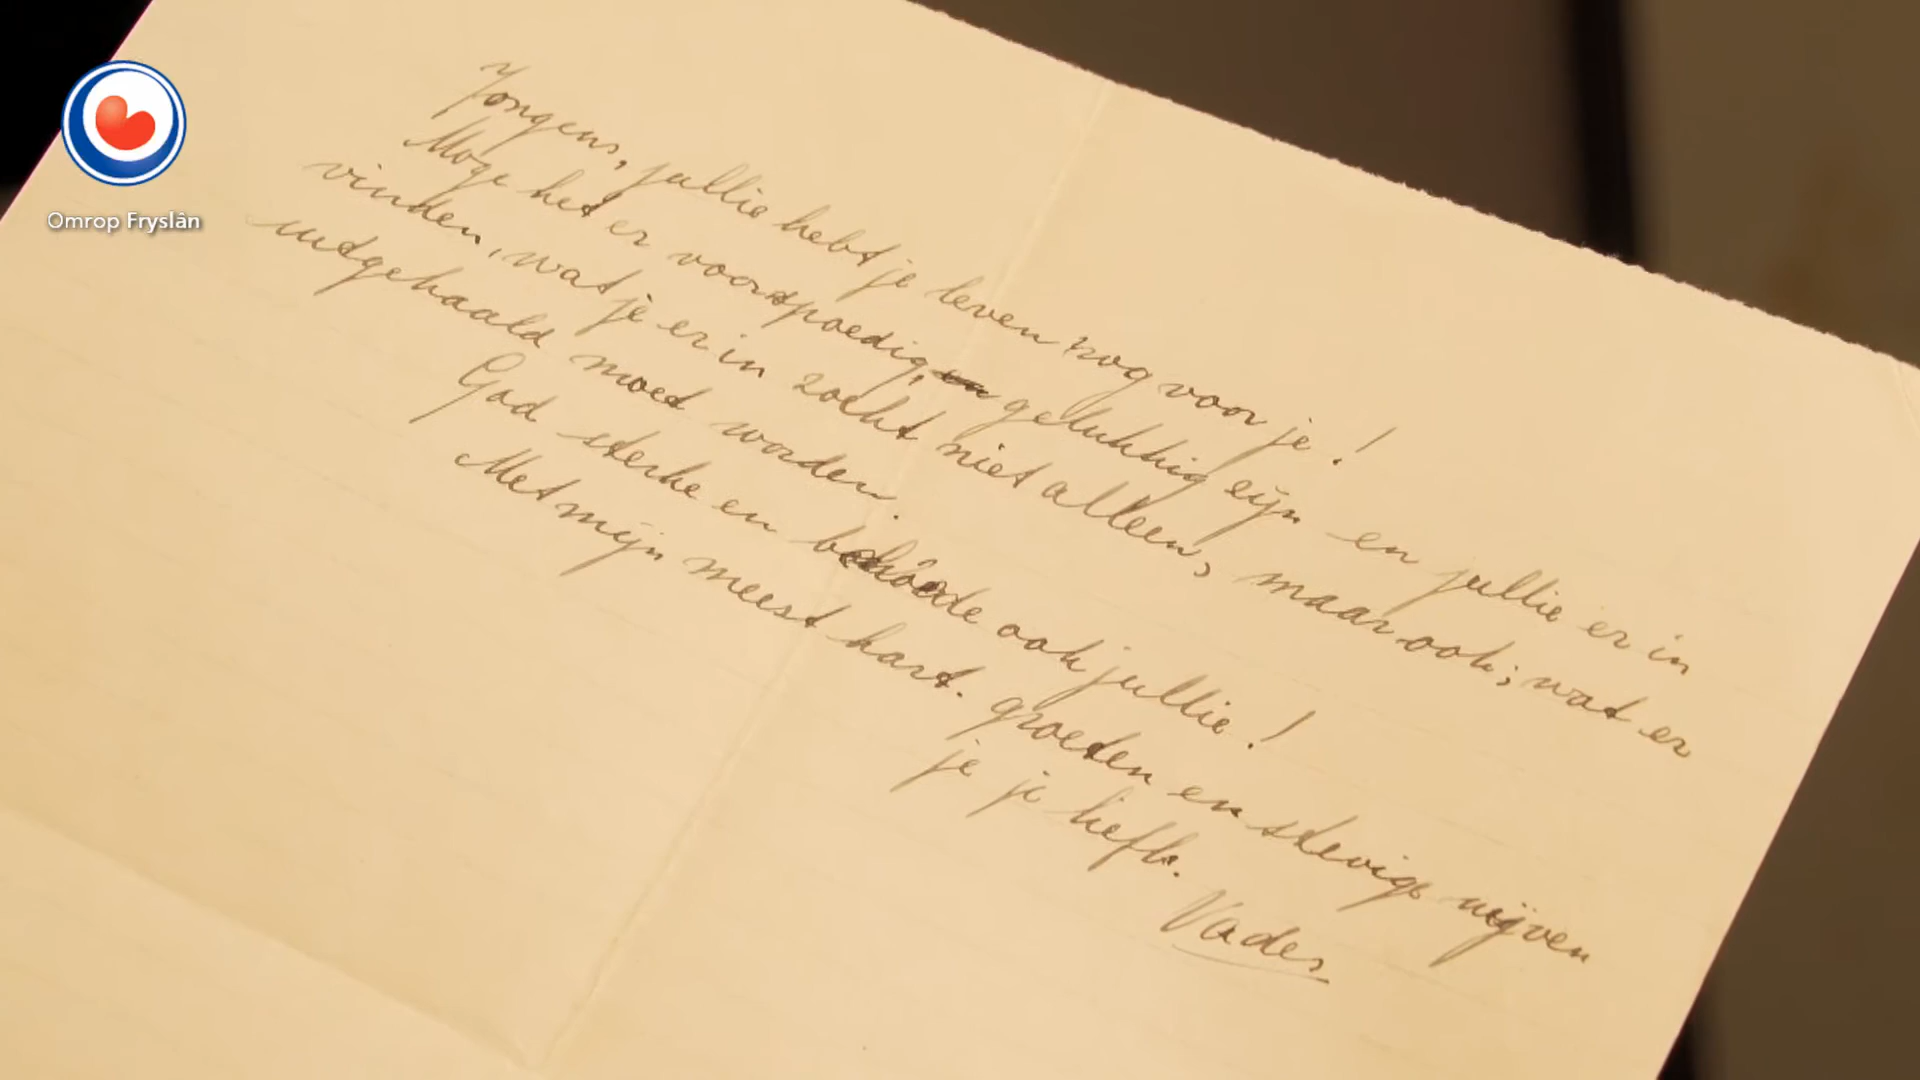 Omrop Fryslân
Jongens, jullie hebt je leven nog voor je!
Moge het er voorspoedig, gelukkig zijn en jullie er in
vinden, wat je er in zocht niet alleen, maar ook; wat er
uitgehaald moet worden.
God sterke en behoede ook jullie!
Met mijn meest hart. groeten en stevige wijven
je je liefh.
Vader